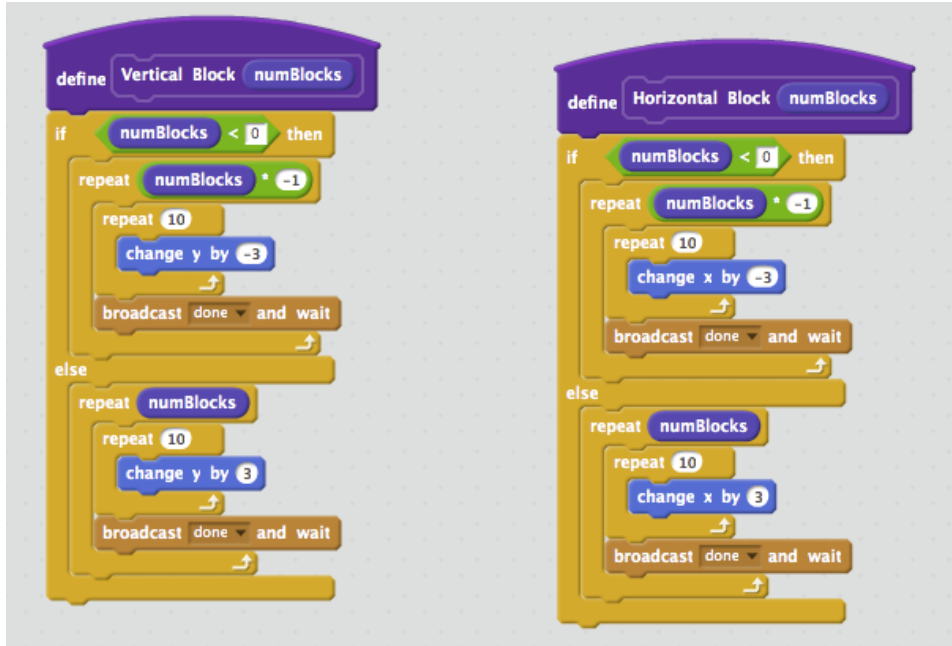 define Vertical Block numBlocks
if numBlocks < 0 then
repeat numBlocks * -1
repeat 10
change y by -3
broadcast done and wait
else
repeat numBlocks
repeat 10
change y by 3
broadcast done and wait
define Horizontal Block numBlocks
if numBlocks < 0 then
repeat numBlocks * -1
repeat 10
change x by -3
broadcast done and wait
else
repeat numBlocks
repeat 10
change x by 3
broadcast done and wait